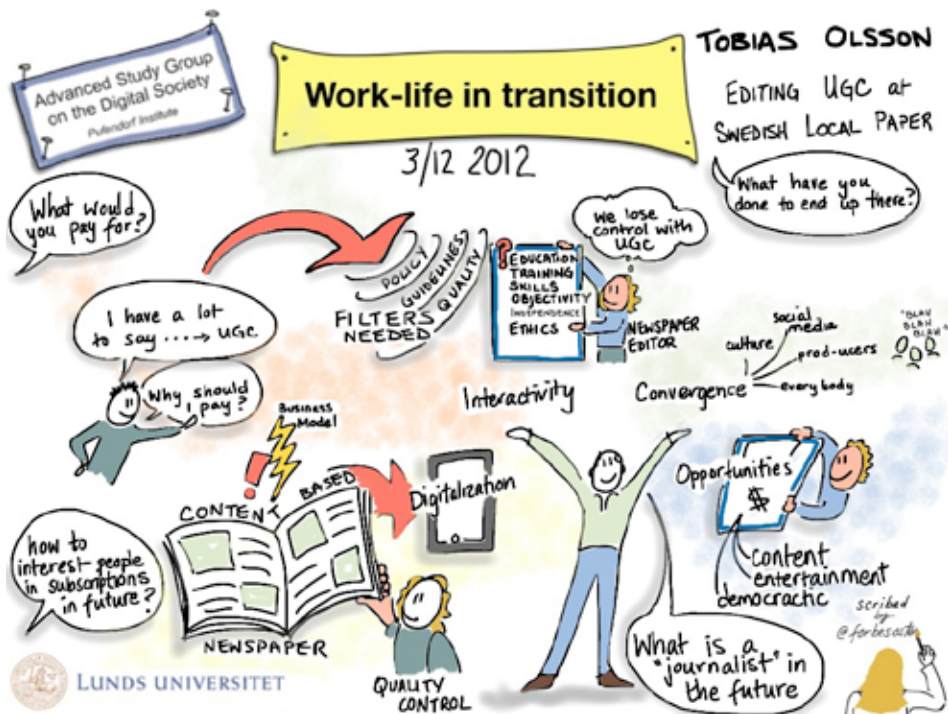 Advanced Study Group
on the Digital Society
Pufendorf Institute
Work-life in transition
3/12 2012
TOBIAS OLSSON
EDITING UGC at
SWEDISH LOCAL PAPER
What have you
done to end up there?
What would
you pay for?
I have a lot
to say ····→ UGC
Why should
I pay?
POLICY
GUIDELINES
QUALITY
FILTERS
NEEDED
?
EDUCATION
TRAINING
SKILLS
OBJECTIVITY
INDEPENDENCE
ETHICS
We lose
control with
UGC
NEWSPAPER
EDITOR
Interactivity
Convergence
culture
social
media
prod-users
everybody
"BLAH
BLAH
BLAH"
Business
Model
!
CONTENT BASED
NEWSPAPER
Digitalization
QUALITY
CONTROL
how to
interest people
in subscriptions
in future?
Opportunities
$
content
entertainment
democractic
What is a
"journalist" in
the future
scribed
LUNDS UNIVERSITET